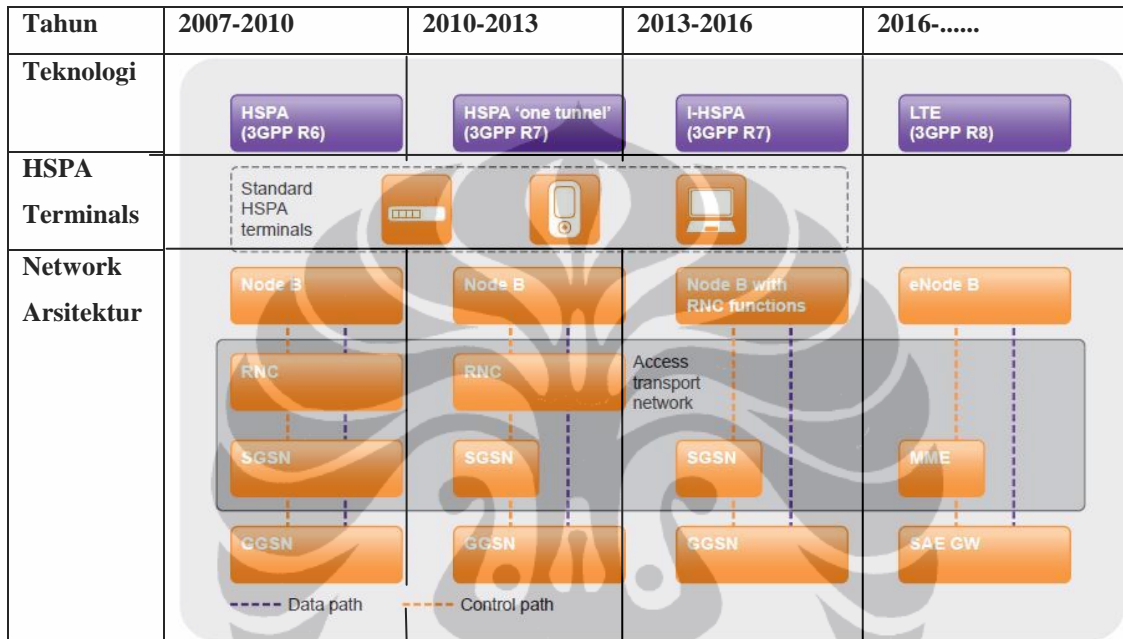 Tahun 2007-2010 2010-2013 2013-2016 2016-......
Teknologi
HSPA HSPA ‘one tunnel’ I-HSPA LTE
(3GPP R6) (3GPP R7) (3GPP R7) (3GPP R8)
HSPA
Terminals
Standard
HSPA
terminals
Network
Arsitektur
Node B Node B Node B with eNode B
RNC functions
RNC RNC
Access
transport
network
SGSN SGSN SGSN MME
GGSN GGSN GGSN SAE GW
Data path Control path